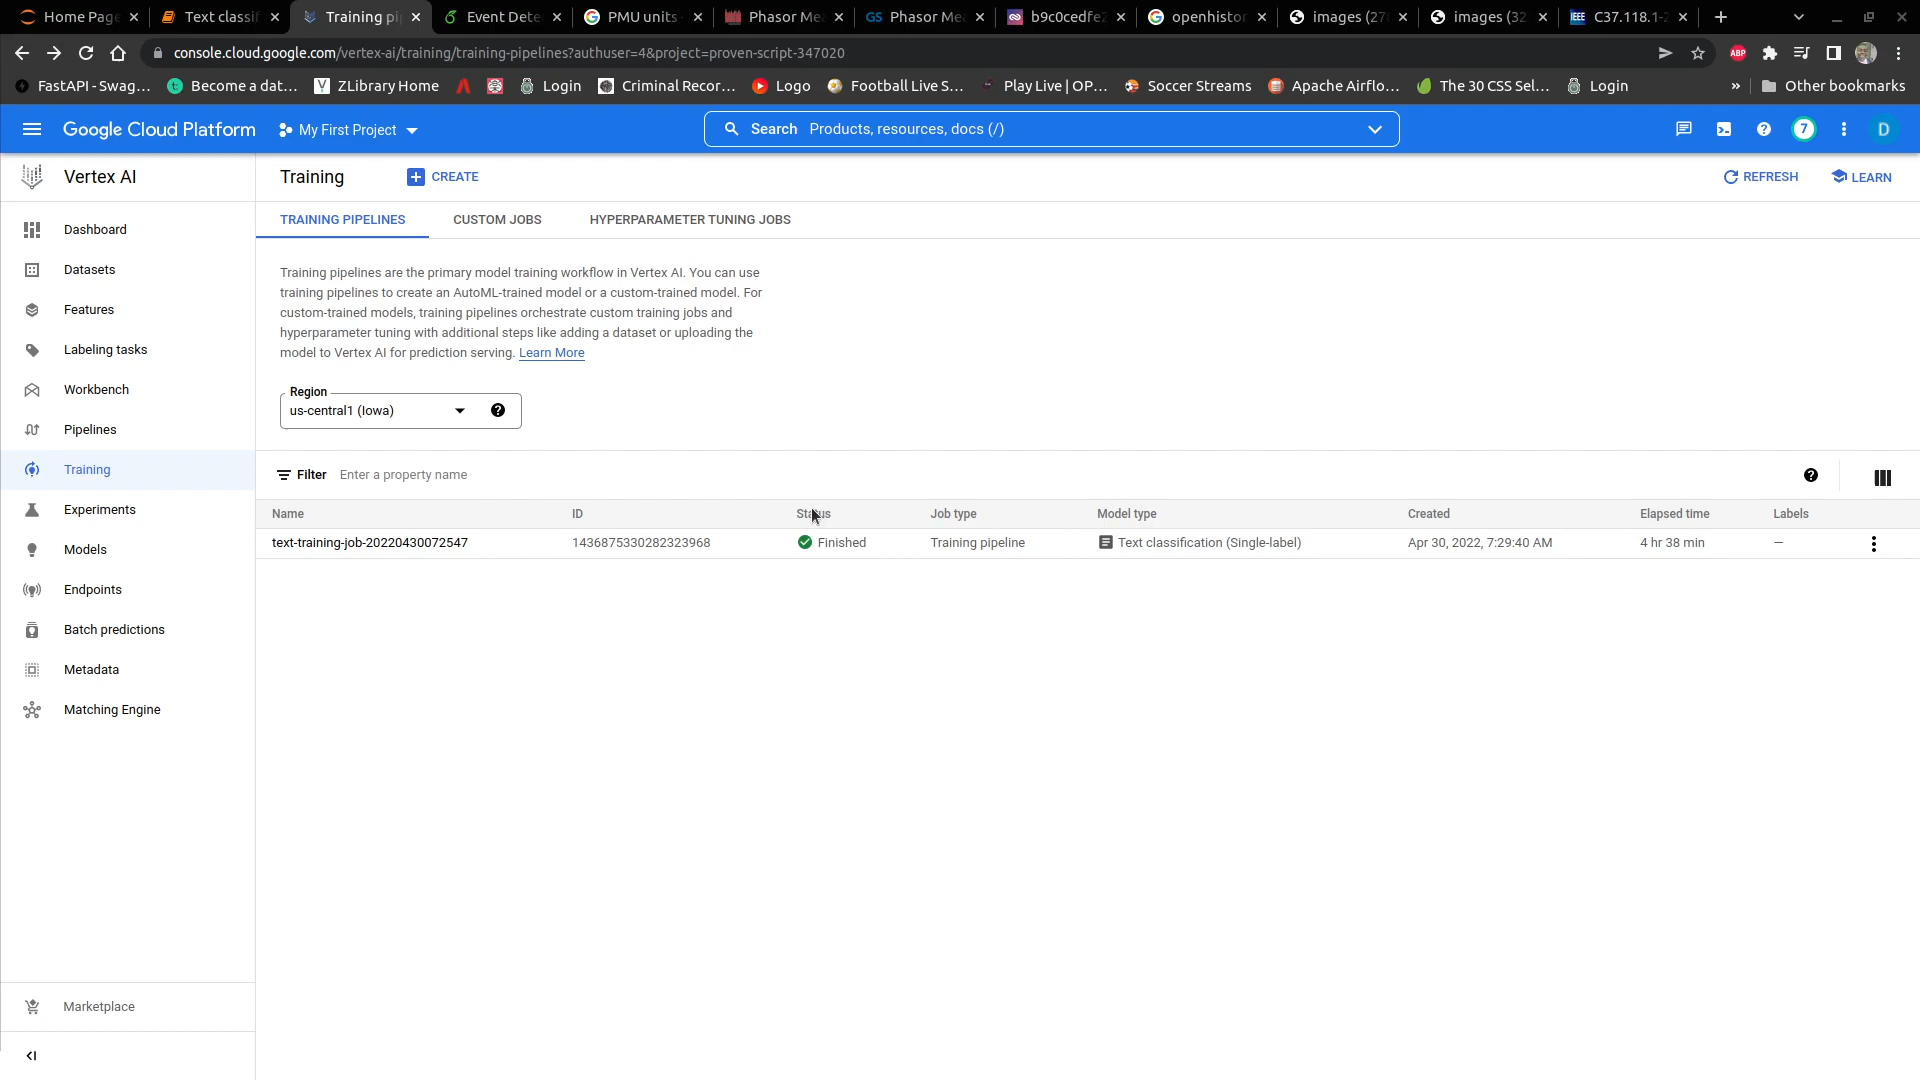 Home Page
Text classif
Training pi
Event Dete
PMU units
Phasor Mea
GS Phasor Me
b9c0cedfe2
openhistor
images (27
images (32
IEEE C37.118.1-2
console.cloud.google.com/vertex-ai/training/training-pipelines?authuser=4&project=proven-script-347020
ABP
FastAPI - Swag...
Become a dat...
ZLibrary Home
Login
Criminal Recor...
Logo
Football Live S...
Play Live | OP...
Soccer Streams
Apache Airflo...
The 30 CSS Sel...
Login
» Other bookmarks
Google Cloud Platform
My First Project
Search Products, resources, docs (/)
7
D
Vertex AI
Training
CREATE
REFRESH
LEARN
Dashboard
Datasets
Features
Labeling tasks
Workbench
Pipelines
Training
Experiments
Models
Endpoints
Batch predictions
Metadata
Matching Engine
Marketplace
TRAINING PIPELINES
CUSTOM JOBS
HYPERPARAMETER TUNING JOBS
Training pipelines are the primary model training workflow in Vertex AI. You can use
training pipelines to create an AutoML-trained model or a custom-trained model. For
custom-trained models, training pipelines orchestrate custom training jobs and
hyperparameter tuning with additional steps like adding a dataset or uploading the
model to Vertex AI for prediction serving. Learn More
Region
us-central1 (Iowa)
Filter Enter a property name
Name ID Status Job type Model type Created Elapsed time Labels
text-training-job-20220430072547 1436875330282323968 Finished Training pipeline Text classification (Single-label) Apr 30, 2022, 7:29:40 AM 4 hr 38 min —